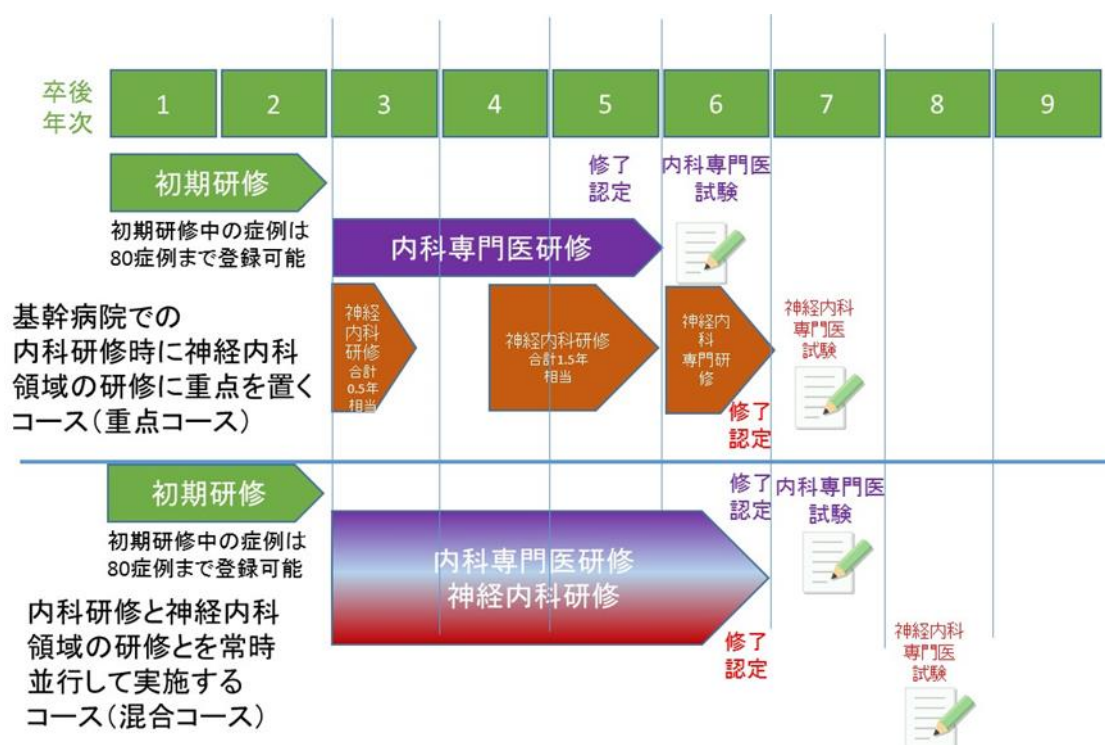 卒後
年次
1
2
3
4
5
6
7
8
9
初期研修
初期研修中の症例は
80症例まで登録可能
修了
認定
内科専門医
試験
内科専門医研修
基幹病院での
内科研修時に神経内科
領域の研修に重点を置く
コース(重点コース)
神経
内科
研修
合計
0.5年
相当
神経内科研修
合計1.5年
相当
神経内
科
専門研
修
修了
認定
神経内科
専門医
試験
初期研修
初期研修中の症例は
80症例まで登録可能
修了
認定
内科専門医
試験
内科専門医研修
神経内科研修
内科研修と神経内科
領域の研修とを常時
並行して実施する
コース(混合コース)
修了
認定
神経内科
専門医
試験